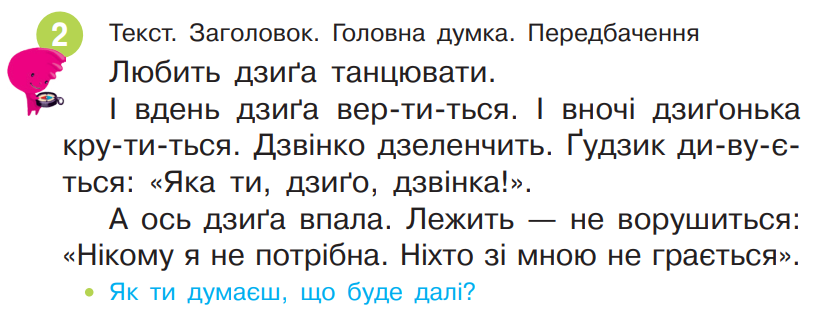 2
Текст. Заголовок. Головна думка. Передбачення
Любить дзиґа танцювати.
І вдень дзиґа вер-ти-ться. І вночі дзиґонька
кру-ти-ться. Дзвінко дзеленчить. Ґудзик ди-ву-є-
ться: «Яка ти, дзиґо, дзвінка!».
А ось дзиґа впала. Лежить — не ворушиться:
«Нікому я не потрібна. Ніхто зі мною не грається».
• Як ти думаєш, що буде далі?